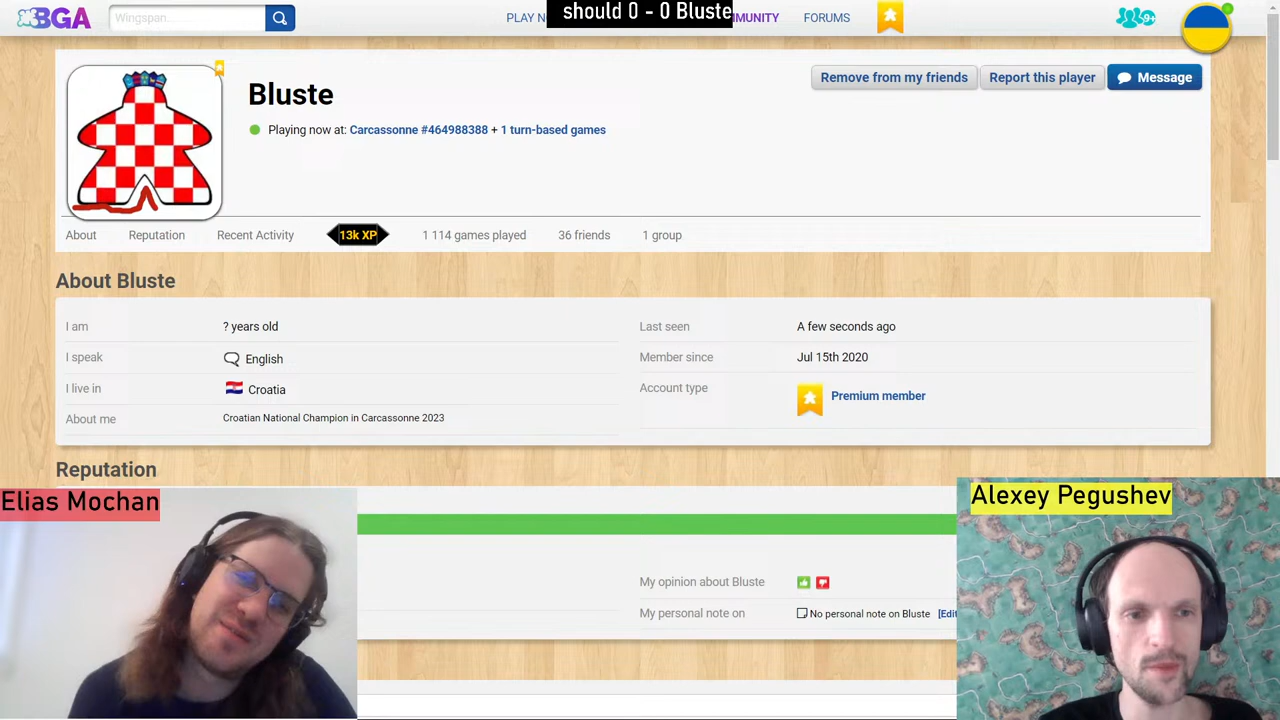 BGA
Wingspan.
PLAY N
should 0 - 0 Bluste
MUNITY
FORUMS
9+
Bluste
Remove from my friends
Report this player
Message
Playing now at: Carcassonne #464988388 + 1 turn-based games
About
Reputation
Recent Activity
13k XP
1 114 games played
36 friends
1 group
About Bluste
I am
? years old
I speak
English
I live in
Croatia
About me
Croatian National Champion in Carcassonne 2023
Last seen
A few seconds ago
Member since
Jul 15th 2020
Account type
Premium member
Reputation
Elias Mochan
Alexey Pegushev
My opinion about Bluste
My personal note on
No personal note on Bluste [Edit